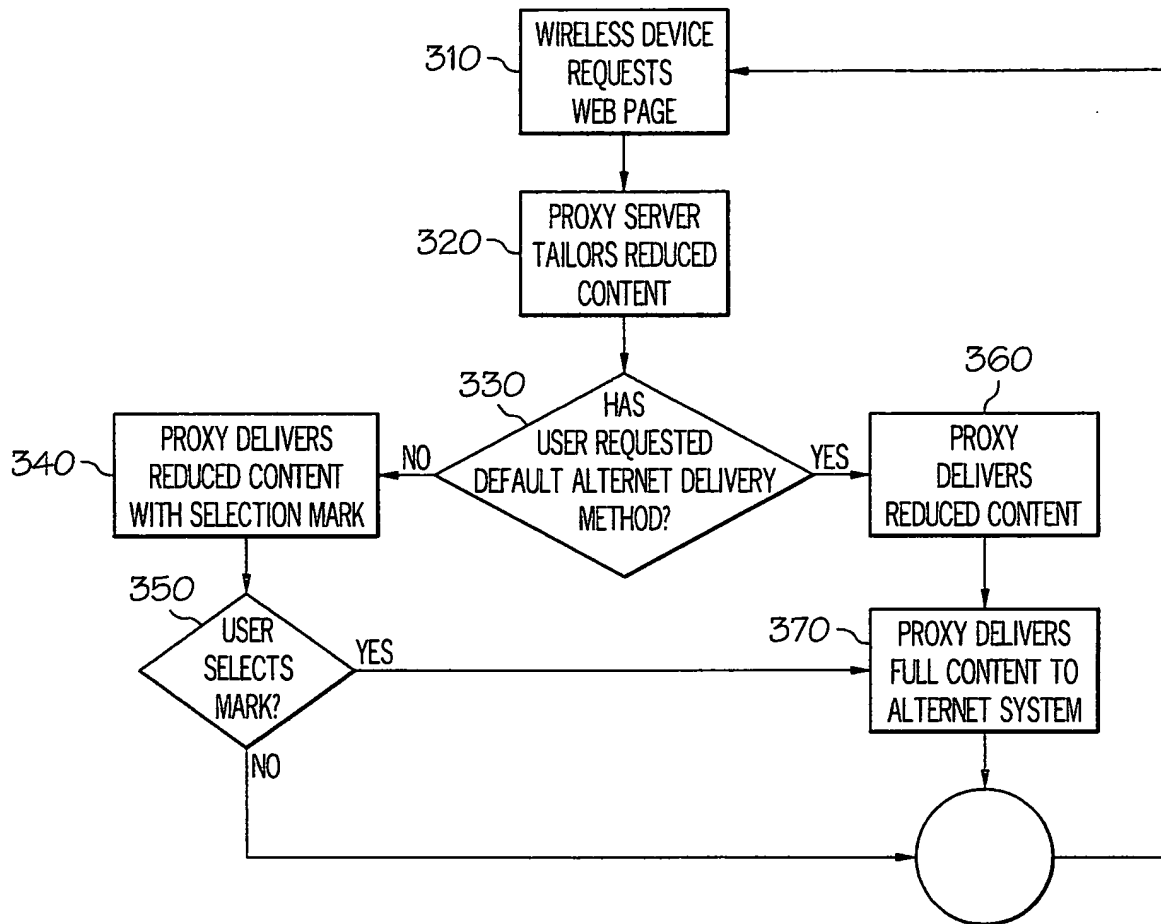 310
WIRELESS DEVICE
REQUESTS
WEB PAGE
320
PROXY SERVER
TAILORS REDUCED
CONTENT
330
HAS
USER REQUESTED
DEFAULT ALTERNET DELIVERY
METHOD?
NO
YES
340
PROXY DELIVERS
REDUCED CONTENT
WITH SELECTION MARK
360
PROXY
DELIVERS
REDUCED CONTENT
350
USER
SELECTS
MARK?
YES
NO
370
PROXY DELIVERS
FULL CONTENT TO
ALTERNET SYSTEM